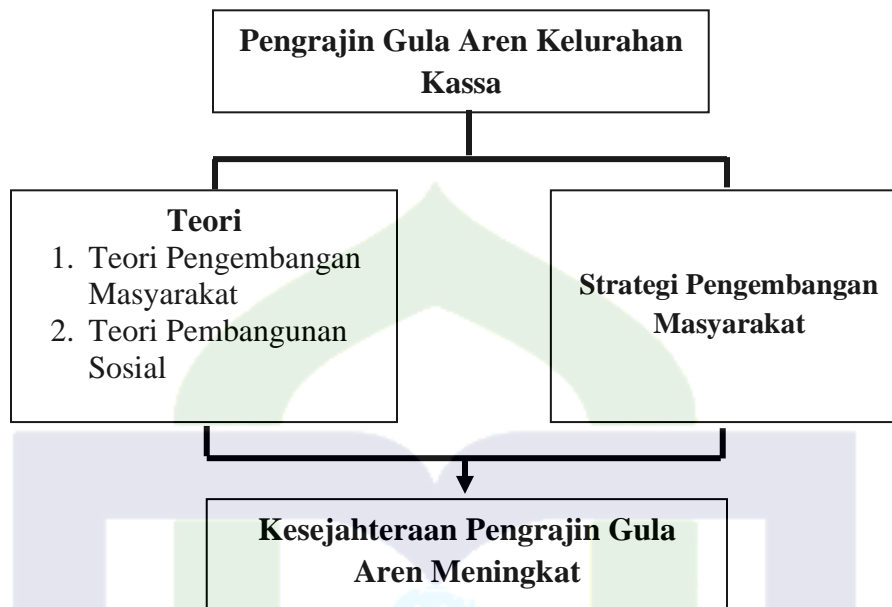 Pengrajin Gula Aren Kelurahan
Kassa
Teori
1. Teori Pengembangan
Masyarakat
2. Teori Pembangunan
Sosial
Strategi Pengembangan
Masyarakat
Kesejahteraan Pengrajin Gula
Aren Meningkat